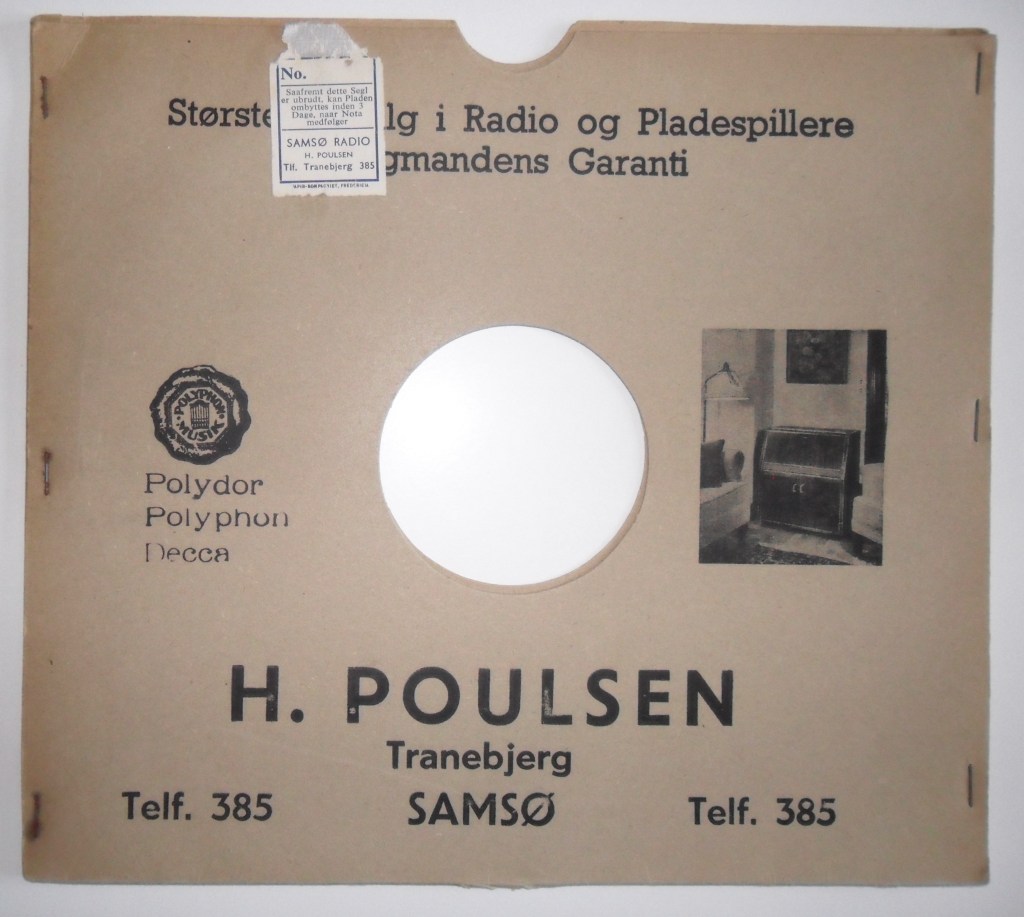 No.
Saafremt dette Segl
er ubrudt, kan Pladen
ombyttes inden 3
Dage, naar Nota
medfølger
SAMSØ RADIO
H. POULSEN
Tlf. Tranebjerg 385
Største lg i Radio og Pladespillere
gmandens Garanti
POLYPHON
MUSIK
Polydor
Polyphon
Decca
H. POULSEN
Tranebjerg
Telf. 385 SAMSØ Telf. 385